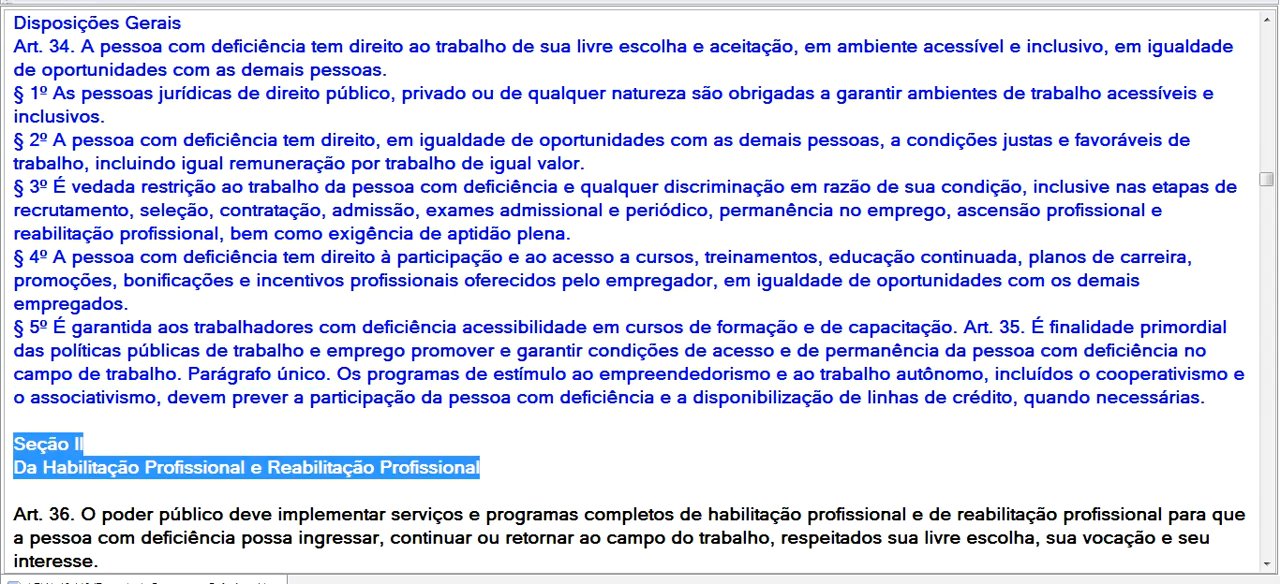 Disposições Gerais
Art. 34. A pessoa com deficiência tem direito ao trabalho de sua livre escolha e aceitação, em ambiente acessível e inclusivo, em igualdade
de oportunidades com as demais pessoas.
§ 1º As pessoas jurídicas de direito público, privado ou de qualquer natureza são obrigadas a garantir ambientes de trabalho acessíveis e
inclusivos.
§ 2º A pessoa com deficiência tem direito, em igualdade de oportunidades com as demais pessoas, a condições justas e favoráveis de
trabalho, incluindo igual remuneração por trabalho de igual valor.
§ 3º É vedada restrição ao trabalho da pessoa com deficiência e qualquer discriminação em razão de sua condição, inclusive nas etapas de
recrutamento, seleção, contratação, admissão, exames admissional e periódico, permanência no emprego, ascensão profissional e
reabilitação profissional, bem como exigência de aptidão plena.
§ 4º A pessoa com deficiência tem direito à participação e ao acesso a cursos, treinamentos, educação continuada, planos de carreira,
promoções, bonificações e incentivos profissionais oferecidos pelo empregador, em igualdade de oportunidades com os demais
empregados.
§ 5º É garantida aos trabalhadores com deficiência acessibilidade em cursos de formação e de capacitação. Art. 35. É finalidade primordial
das políticas públicas de trabalho e emprego promover e garantir condições de acesso e de permanência da pessoa com deficiência no
campo de trabalho. Parágrafo único. Os programas de estímulo ao empreendedorismo e ao trabalho autônomo, incluídos o cooperativismo e
o associativismo, devem prever a participação da pessoa com deficiência e a disponibilização de linhas de crédito, quando necessárias.
Seção II
Da Habilitação Profissional e Reabilitação Profissional
Art. 36. O poder público deve implementar serviços e programas completos de habilitação profissional e de reabilitação profissional para que
a pessoa com deficiência possa ingressar, continuar ou retornar ao campo do trabalho, respeitados sua livre escolha, sua vocação e seu
interesse.